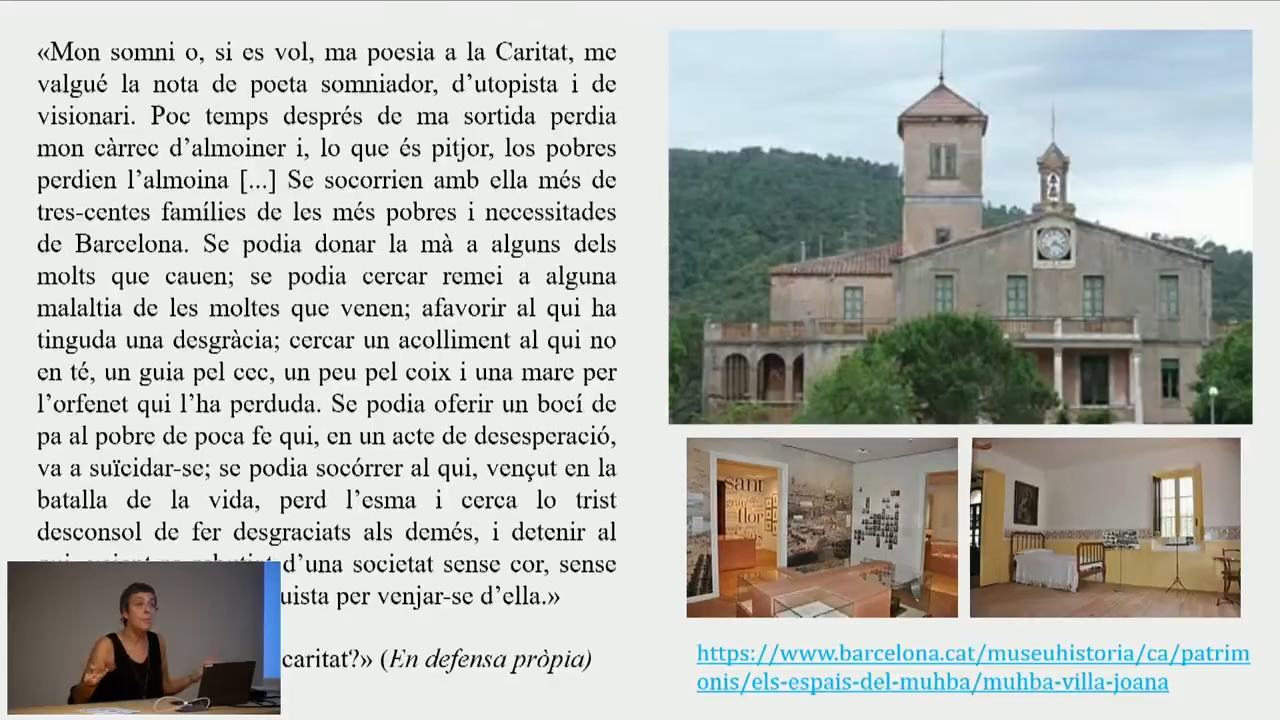 «Mon somni o, si es vol, ma poesia a la Caritat, me
valgué la nota de poeta somniador, d’utopista i de
visionari. Poc temps després de ma sortida perdia
mon càrrec d’almoiner i, lo que és pitjor, los pobres
perdien l’almoina [...] Se socorrien amb ella més de
tres-centes famílies de les més pobres i necessitades
de Barcelona. Se podia donar la mà a alguns dels
molts que cauen; se podia cercar remei a alguna
malaltia de les moltes que venen; afavorir al qui ha
tinguda una desgràcia; cercar un acolliment al qui no
en té, un guia pel cec, un peu pel coix i una mare per
l’orfenet qui l’ha perduda. Se podia oferir un bocí de
pa al pobre de poca fe qui, en un acte de desesperació,
va a suïcidar-se; se podia socórrer al qui, vençut en la
batalla de la vida, perd l’esma i cerca lo trist
desconsol de fer desgraciats als demés, i detenir al
d’una societat sense cor, sense
uista per venjar-se d’ella.»
caritat?» (En defensa pròpia)
sant
flor
https://www.barcelona.cat/museuhistoria/ca/patrim
onis/els-espais-del-muhba/muhba-villa-joana